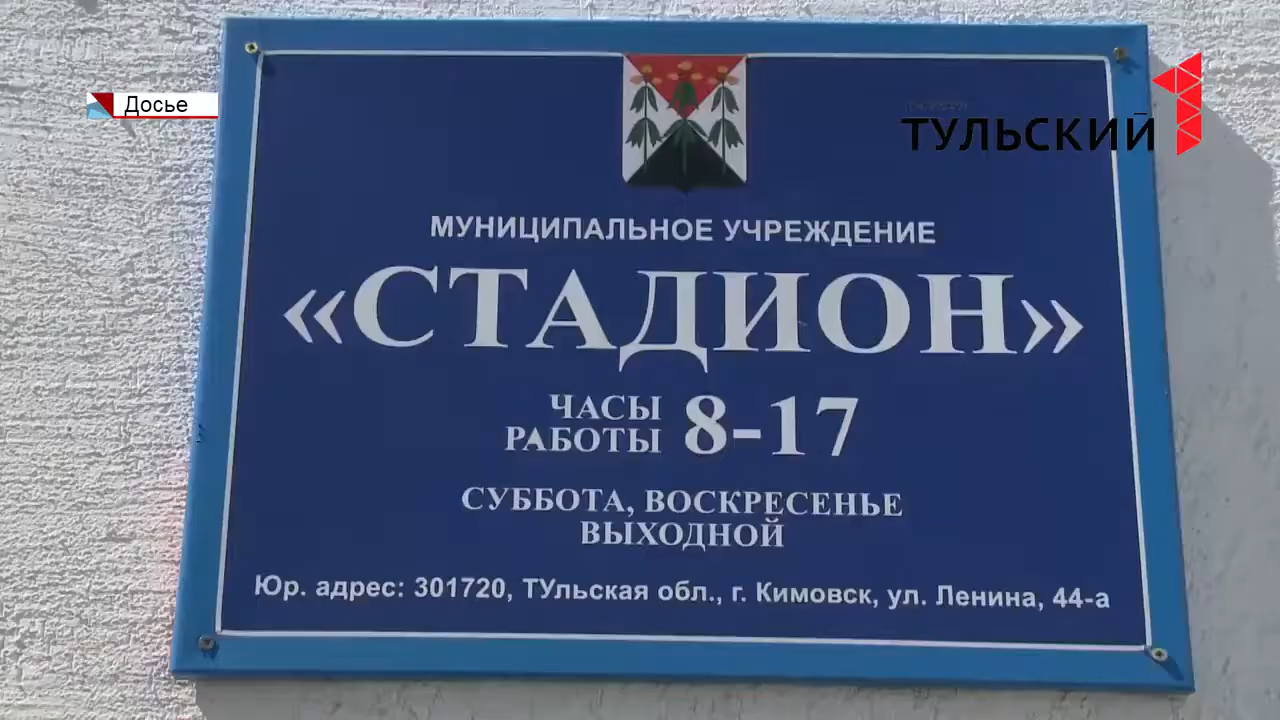 Досье
ТУЛЬСКИЙ
МУНИЦИПАЛЬНОЕ УЧРЕЖДЕНИЕ
«СТАДИОН»
ЧАСЫ
РАБОТЫ 8-17
СУББОТА, ВОСКРЕСЕНЬЕ
ВЫХОДНОЙ
Юр. адрес: 301720, ТУльская обл., г. Кимовск, ул. Ленина, 44-а